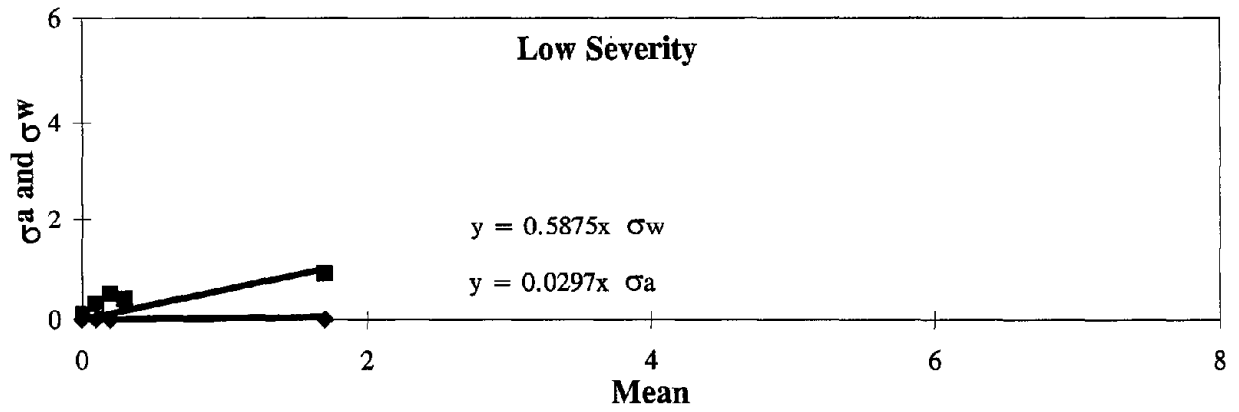 Low Severity
σa and σw
6
4
2
0
y = 0.5875x σw
y = 0.0297x σa
0 2 4 6 8
Mean